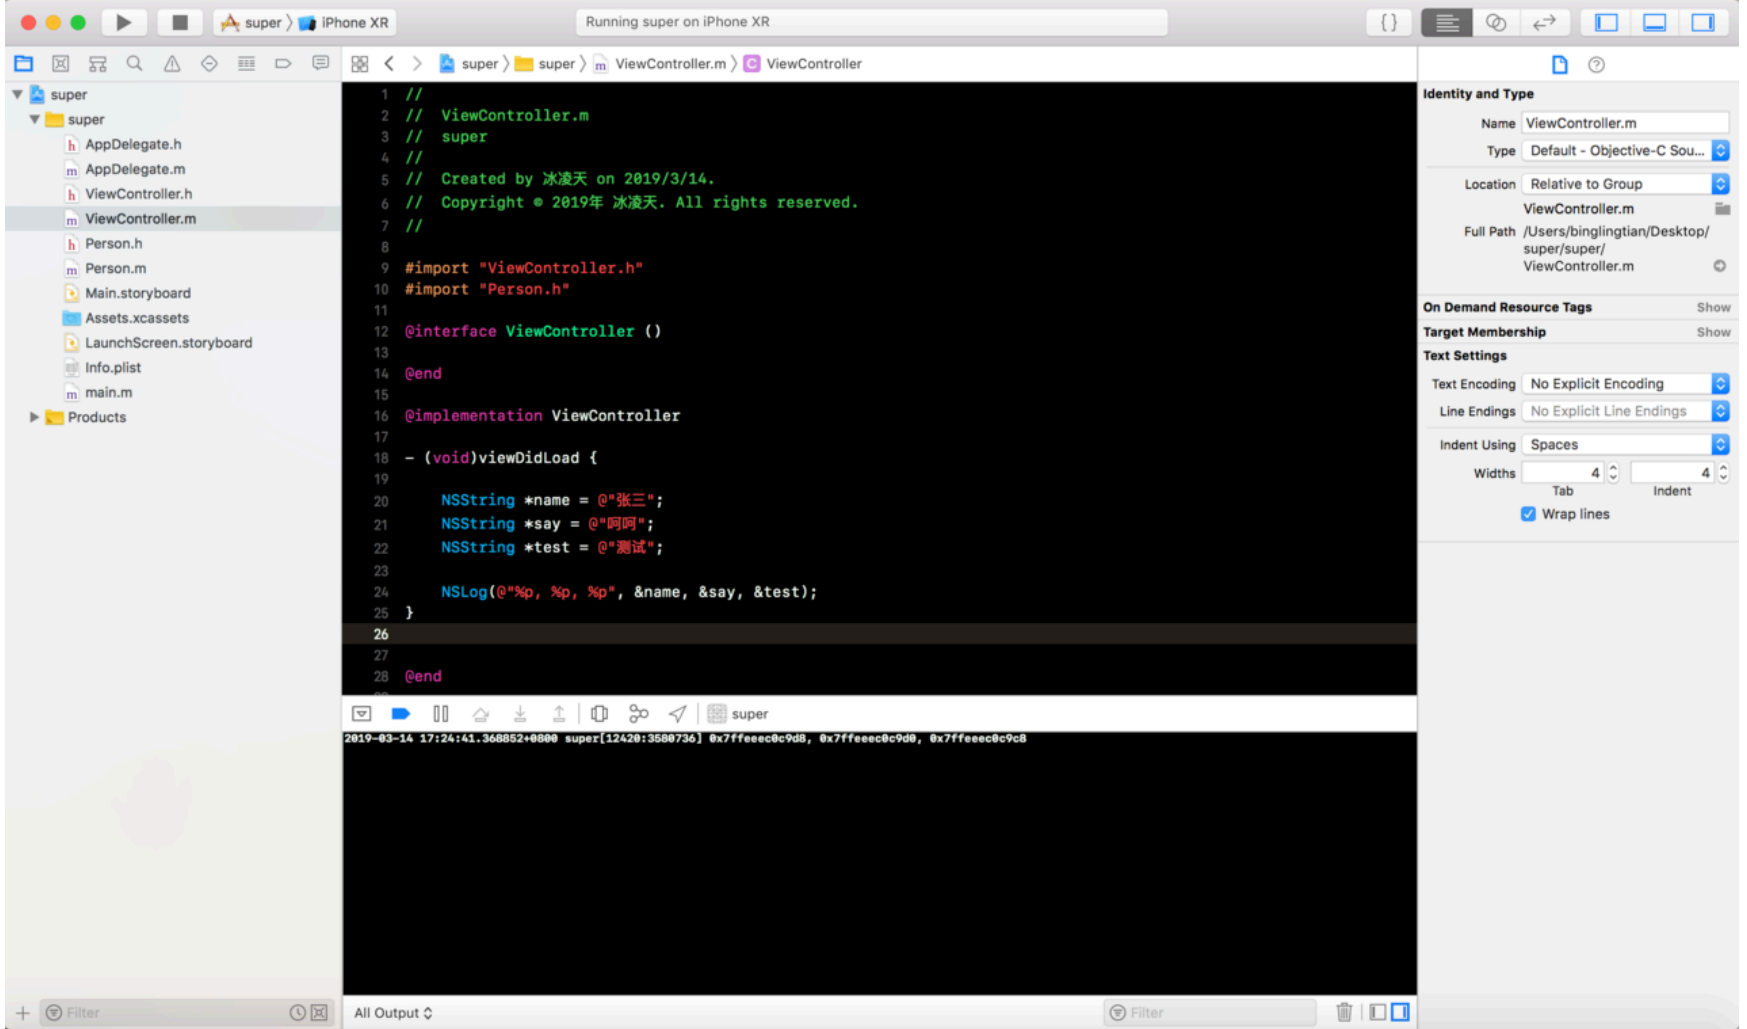 super 〉 iPhone XR
Running super on iPhone XR
{ }
super 〉 super 〉 m ViewController.m 〉 C ViewController
super
super
h AppDelegate.h
m AppDelegate.m
h ViewController.h
m ViewController.m
h Person.h
m Person.m
Main.storyboard
Assets.xcassets
LaunchScreen.storyboard
Info.plist
m main.m
Products
Filter
1 //
2 // ViewController.m
3 // super
4 //
5 // Created by 冰凌天 on 2019/3/14.
6 // Copyright © 2019年 冰凌天. All rights reserved.
7 //
8
9 #import "ViewController.h"
10 #import "Person.h"
11
12 @interface ViewController ()
13
14 @end
15
16 @implementation ViewController
17
18 - (void)viewDidLoad {
19
20 NSString *name = @"张三";
21 NSString *say = @"呵呵";
22 NSString *test = @"测试";
23
24 NSLog(@"%p, %p, %p", &name, &say, &test);
25 }
26
27
28 @end
super
2019-03-14 17:24:41.368852+0800 super[12420:3580736] 0x7ffeeec0c9d8, 0x7ffeeec0c9d0, 0x7ffeeec0c9c8
All Output
Filter
Identity and Type
Name ViewController.m
Type Default - Objective-C Sou...
Location Relative to Group
ViewController.m
Full Path /Users/binglingtian/Desktop/
super/super/
ViewController.m
On Demand Resource Tags Show
Target Membership Show
Text Settings
Text Encoding No Explicit Encoding
Line Endings No Explicit Line Endings
Indent Using Spaces
Widths 4 4
Tab Indent
Wrap lines